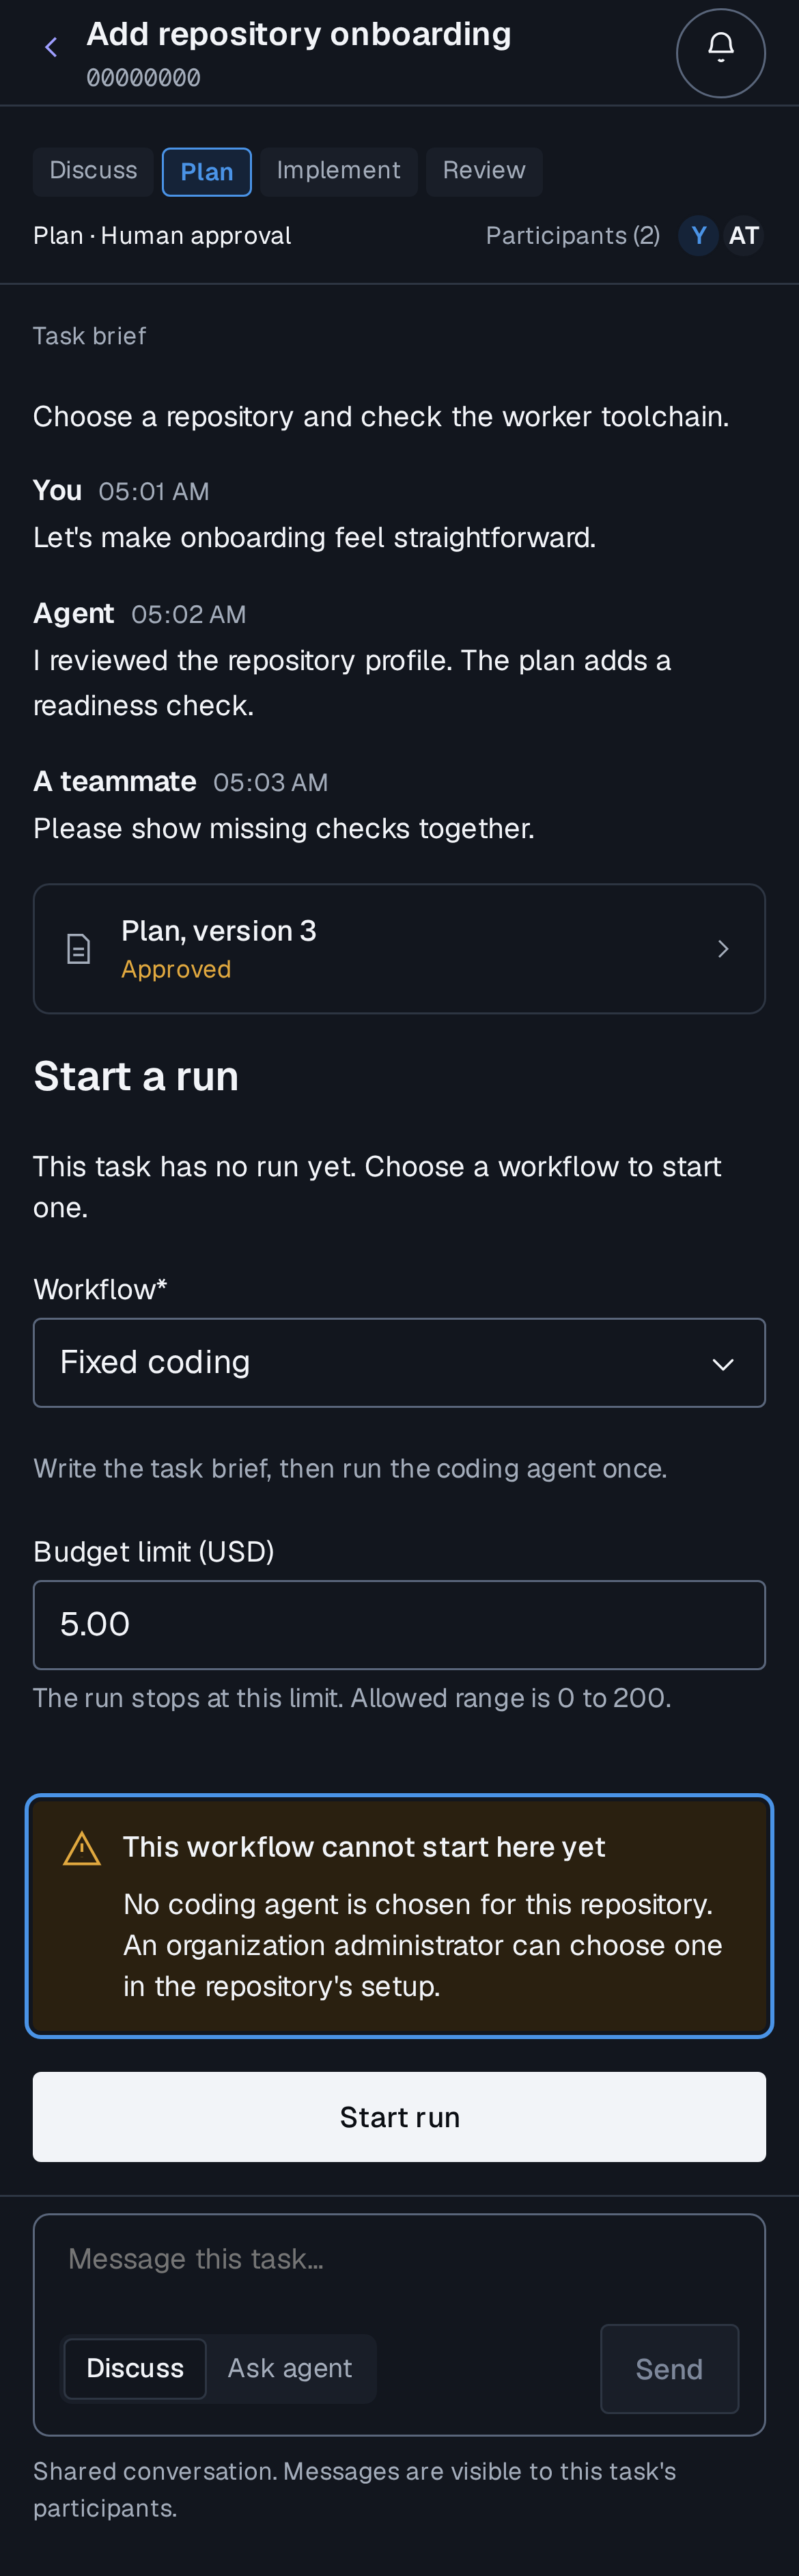 Add repository onboarding
00000000
Discuss
Plan
Implement
Review
Plan · Human approval
Participants (2)
Y
AT
Task brief
Choose a repository and check the worker toolchain.
You 05:01 AM
Let's make onboarding feel straightforward.
Agent 05:02 AM
I reviewed the repository profile. The plan adds a
readiness check.
A teammate 05:03 AM
Please show missing checks together.
Plan, version 3
Approved
Start a run
This task has no run yet. Choose a workflow to start
one.
Workflow*
Fixed coding
Write the task brief, then run the coding agent once.
Budget limit (USD)
5.00
The run stops at this limit. Allowed range is 0 to 200.
This workflow cannot start here yet
No coding agent is chosen for this repository.
An organization administrator can choose one
in the repository's setup.
Start run
Message this task...
Discuss
Ask agent
Send
Shared conversation. Messages are visible to this task's
participants.